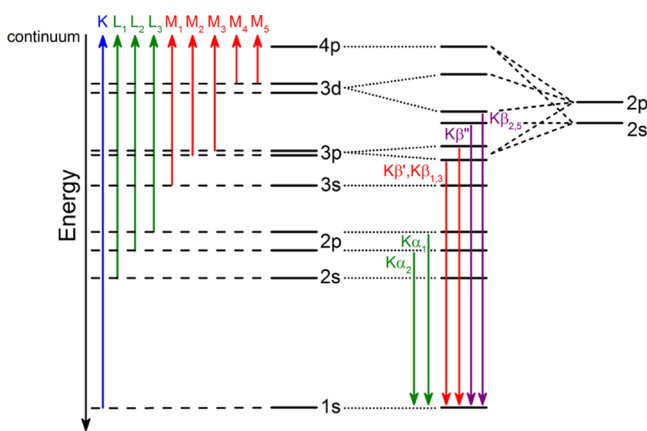 K L₁ L₂ L₃ M₁ M₂ M₃ M₄ M₅
continuum
4p
3d
2p
Kβ₂,₅
2s
Kβ"
3p
Kβ',Kβ₁,₃
3s
Energy
2p
Kα₁
Kα₂
2s
1s